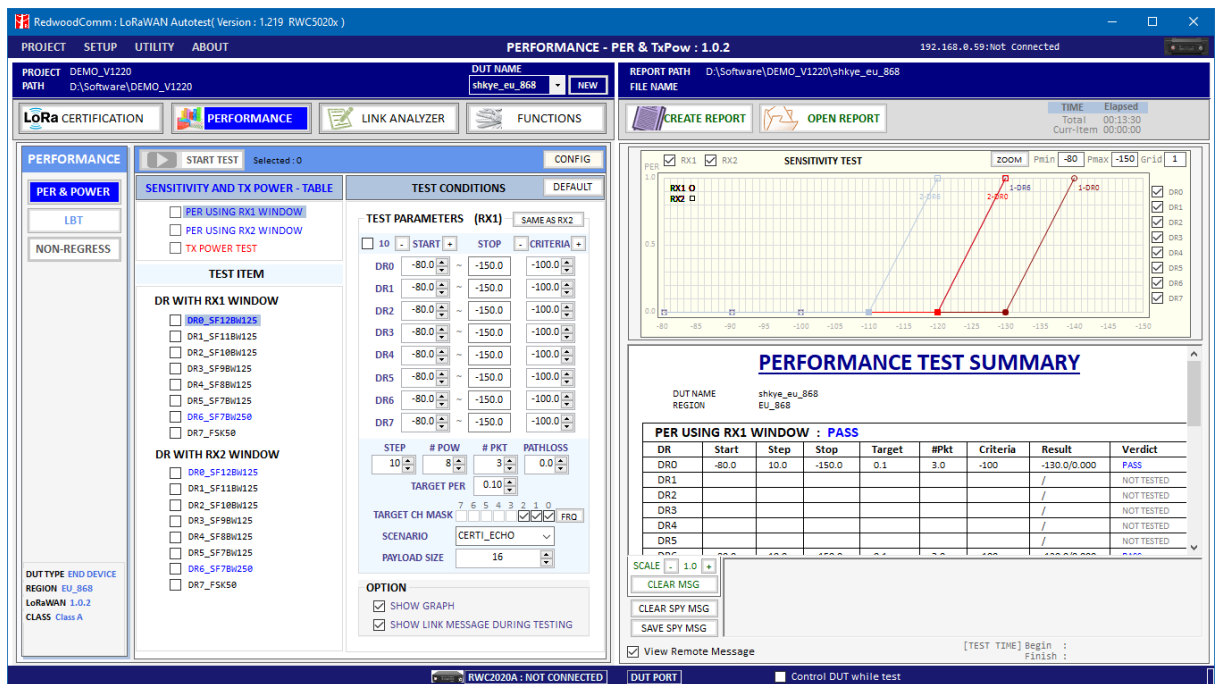 RedwoodComm : LoRaWAN Autotest( Version : 1.219 RWC5020x )
PROJECT SETUP UTILITY ABOUT
PERFORMANCE - PER & TxPow : 1.0.2
192.168.0.59:Not Connected
PROJECT DEMO_V1220
PATH D:\Software\DEMO_V1220
DUT NAME
shkye_eu_868 NEW
REPORT PATH D:\Software\DEMO_V1220\shkye_eu_868
FILE NAME
LoRa CERTIFICATION PERFORMANCE LINK ANALYZER FUNCTIONS
CREATE REPORT OPEN REPORT
TIME Elapsed
Total 00:13:30
Curr-Item 00:00:00
PERFORMANCE
PER & POWER
LBT
NON-REGRESS
DUT TYPE END DEVICE
REGION EU_868
LoRaWAN 1.0.2
CLASS Class A
START TEST Selected : 0 CONFIG
SENSITIVITY AND TX POWER - TABLE
PER USING RX1 WINDOW
PER USING RX2 WINDOW
TX POWER TEST
TEST ITEM
DR WITH RX1 WINDOW
DR0_SF12BW125
DR1_SF11BW125
DR2_SF10BW125
DR3_SF9BW125
DR4_SF8BW125
DR5_SF7BW125
DR6_SF7BW250
DR7_FSK50
DR WITH RX2 WINDOW
DR0_SF12BW125
DR1_SF11BW125
DR2_SF10BW125
DR3_SF9BW125
DR4_SF8BW125
DR5_SF7BW125
DR6_SF7BW250
DR7_FSK50
TEST CONDITIONS DEFAULT
TEST PARAMETERS (RX1) SAME AS RX2
10 - START + STOP - CRITERIA +
DR0 -80.0 ~ -150.0 -100.0
DR1 -80.0 ~ -150.0 -100.0
DR2 -80.0 ~ -150.0 -100.0
DR3 -80.0 ~ -150.0 -100.0
DR4 -80.0 ~ -150.0 -100.0
DR5 -80.0 ~ -150.0 -100.0
DR6 -80.0 ~ -150.0 -100.0
DR7 -80.0 ~ -150.0 -100.0
STEP # POW # PKT PATHLOSS
10 8 3 0.0
TARGET PER 0.10
7 6 5 4 3 2 1 0
TARGET CH MASK FRQ
SCENARIO CERTI_ECHO
PAYLOAD SIZE 16
OPTION
SHOW GRAPH
SHOW LINK MESSAGE DURING TESTING
PER RX1 RX2 SENSITIVITY TEST ZOOM Pmin -80 Pmax -150 Grid 1
1.0
RX1 O
RX2 □
2-DR6 2-DR0 1-DR6 1-DR0
0.5
0.0
-80 -85 -90 -95 -100 -105 -110 -115 -120 -125 -130 -135 -140 -145 -150
DR0
DR1
DR2
DR3
DR4
DR5
DR6
DR7
PERFORMANCE TEST SUMMARY
DUT NAME shkye_eu_868
REGION EU_868
PER USING RX1 WINDOW : PASS
DR Start Step Stop Target #Pkt Criteria Result Verdict
DR0 -80.0 10.0 -150.0 0.1 3.0 -100 -130.0/0.000 PASS
DR1 / NOT TESTED
DR2 / NOT TESTED
DR3 / NOT TESTED
DR4 / NOT TESTED
DR5 / NOT TESTED
DR6 -80.0 10.0 -150.0 0.1 3.0 -100 -130.0/0.000 PASS
SCALE - 1.0 +
CLEAR MSG
CLEAR SPY MSG
SAVE SPY MSG
View Remote Message
[TEST TIME] Begin :
Finish :
RWC2020A : NOT CONNECTED DUT PORT Control DUT while test